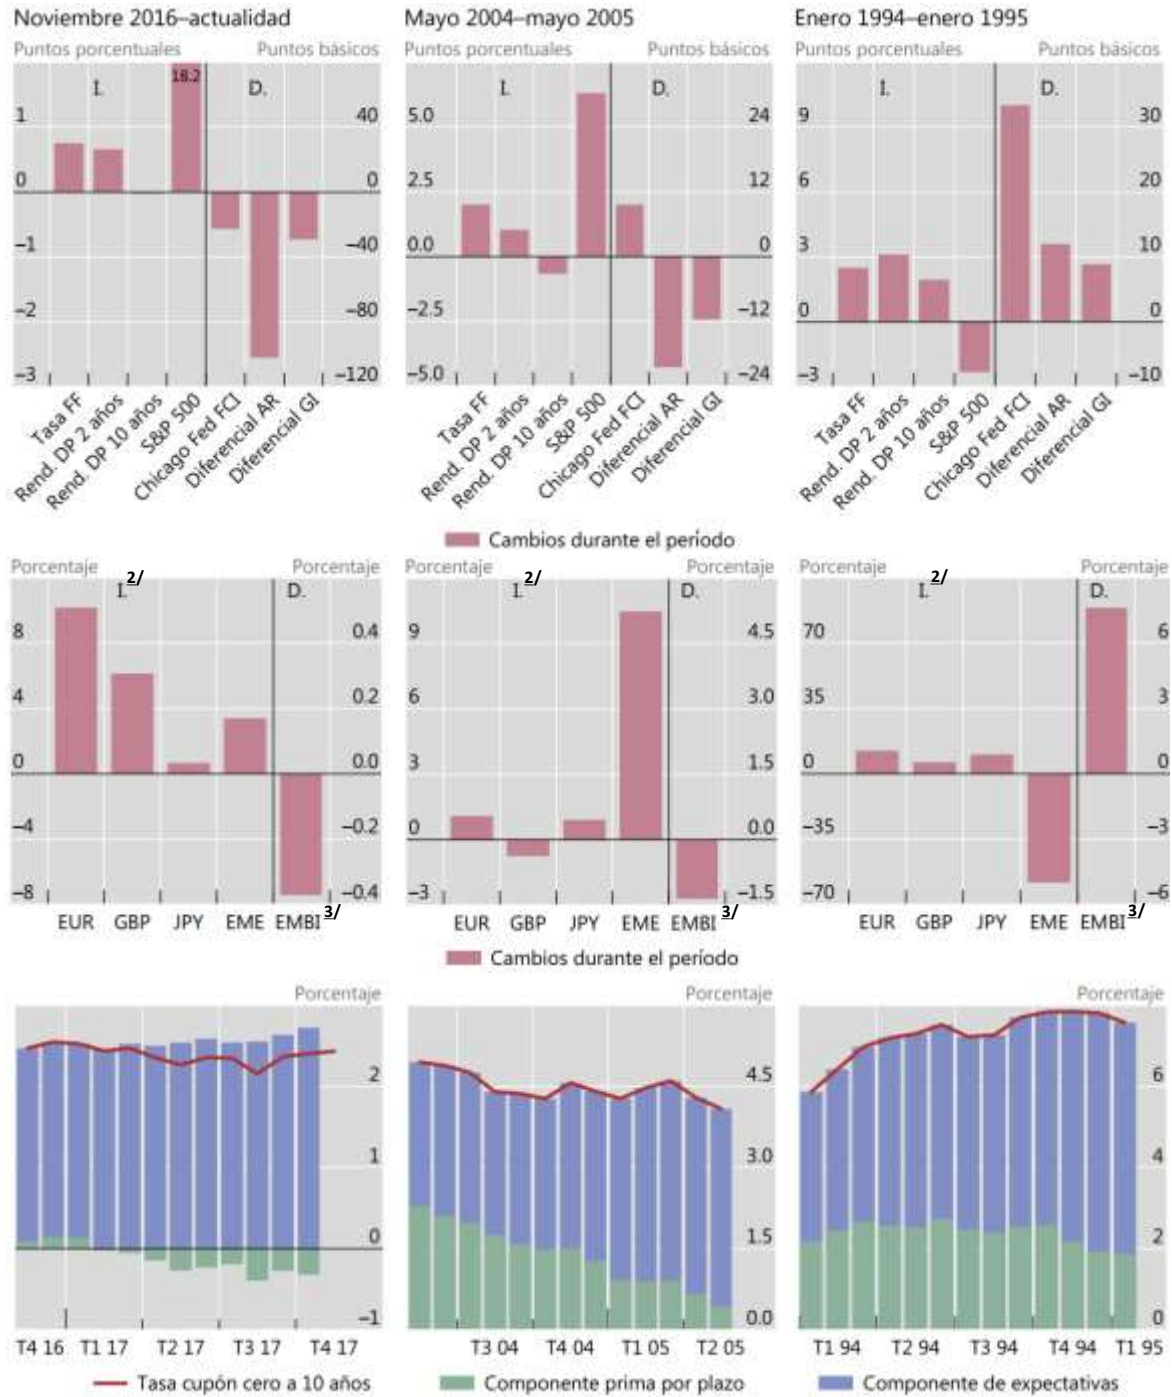 Noviembre 2016–actualidad
Mayo 2004–mayo 2005
Enero 1994–enero 1995
Puntos porcentuales Puntos básicos
Puntos porcentuales Puntos básicos
Puntos porcentuales Puntos básicos
18.2
I. D.
1 40
0 0
–1 –40
–2 –80
–3 –120
Tasa FF
Rend. DP 2 años
Rend. DP 10 años
S&P 500
Chicago Fed FCI
Diferencial AR
Diferencial GI
I. D.
5.0 24
2.5 12
0.0 0
–2.5 –12
–5.0 –24
Tasa FF
Rend. DP 2 años
Rend. DP 10 años
S&P 500
Chicago Fed FCI
Diferencial AR
Diferencial GI
I. D.
9 30
6 20
3 10
0 0
–3 –10
Tasa FF
Rend. DP 2 años
Rend. DP 10 años
S&P 500
Chicago Fed FCI
Diferencial AR
Diferencial GI
Cambios durante el período
Porcentaje Porcentaje
I. 2/ D.
8 0.4
4 0.2
0 0.0
–4 –0.2
–8 –0.4
EUR GBP JPY EME EMBI 3/
Porcentaje Porcentaje
I. 2/ D.
9 4.5
6 3.0
3 1.5
0 0.0
–3 –1.5
EUR GBP JPY EME EMBI 3/
Porcentaje Porcentaje
I. 2/ D.
70 6
35 3
0 0
–35 –3
–70 –6
EUR GBP JPY EME EMBI 3/
Cambios durante el período
Porcentaje
2
1
0
–1
T4 16 T1 17 T2 17 T3 17 T4 17
Porcentaje
4.5
3.0
1.5
0.0
T3 04 T4 04 T1 05 T2 05
Porcentaje
6
4
2
0
T1 94 T2 94 T3 94 T4 94 T1 95
Tasa cupón cero a 10 años Componente prima por plazo Componente de expectativas